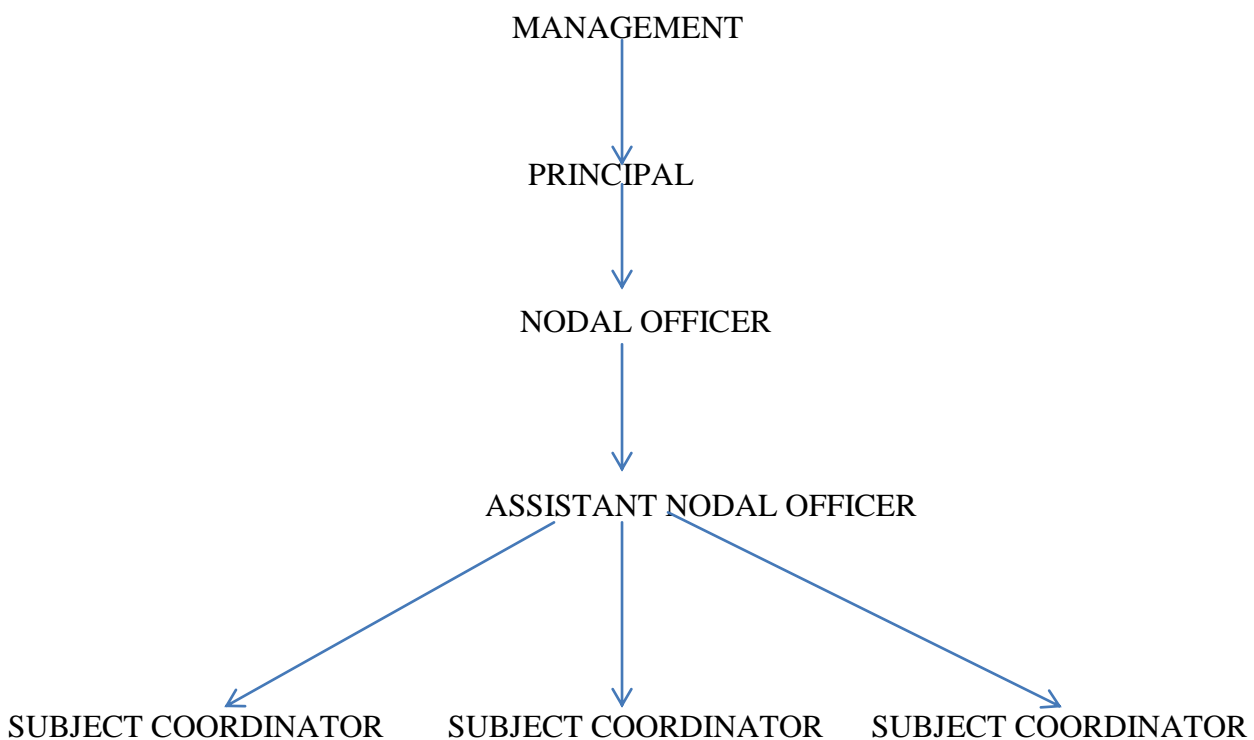 MANAGEMENT
PRINCIPAL
NODAL OFFICER
ASSISTANT NODAL OFFICER
SUBJECT COORDINATOR SUBJECT COORDINATOR SUBJECT COORDINATOR